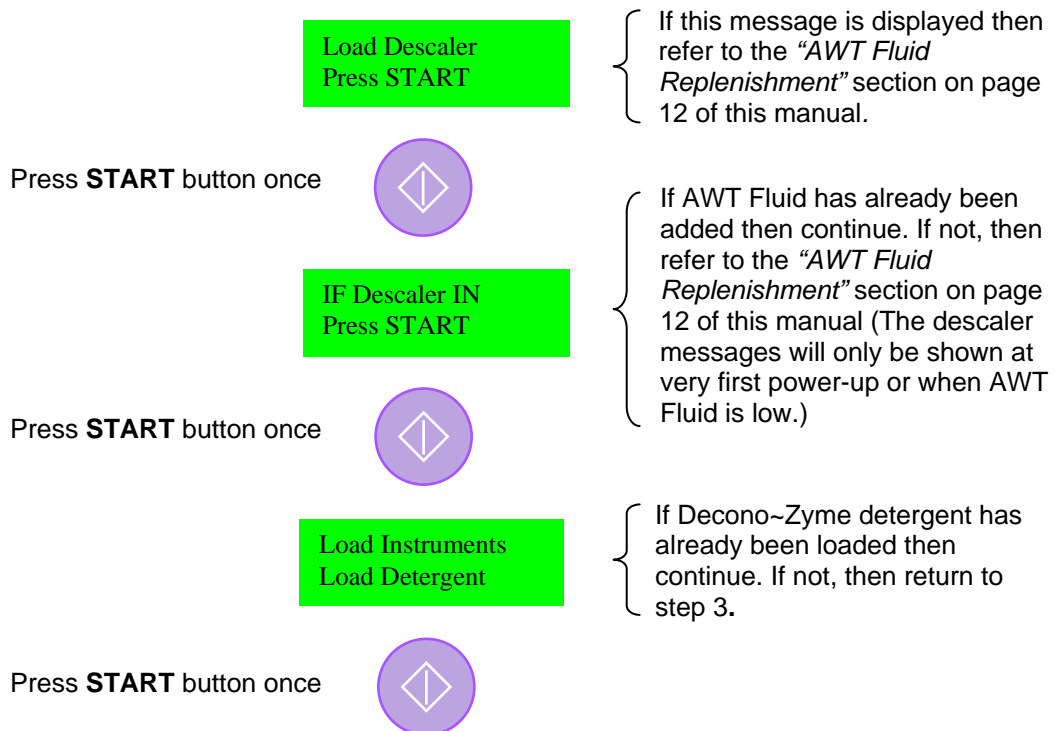 Load Descaler
Press START
If this message is displayed then
refer to the “AWT Fluid
Replenishment” section on page
12 of this manual.
Press START button once
If AWT Fluid has already been
added then continue. If not, then
refer to the “AWT Fluid
Replenishment” section on page
12 of this manual (The descaler
messages will only be shown at
very first power-up or when AWT
Fluid is low.)
IF Descaler IN
Press START
Press START button once
Load Instruments
Load Detergent
If Decono~Zyme detergent has
already been loaded then
continue. If not, then return to
step 3.
Press START button once